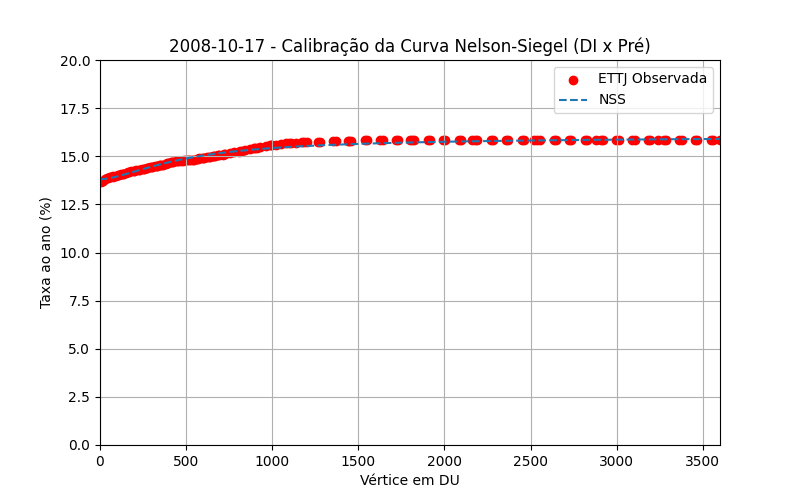 2008-10-17 - Calibração da Curva Nelson-Siegel (DI x Pré)
ETTJ Observada
NSS
Taxa ao ano (%)
20.0
17.5
15.0
12.5
10.0
7.5
5.0
2.5
0.0
0 500 1000 1500 2000 2500 3000 3500
Vértice em DU